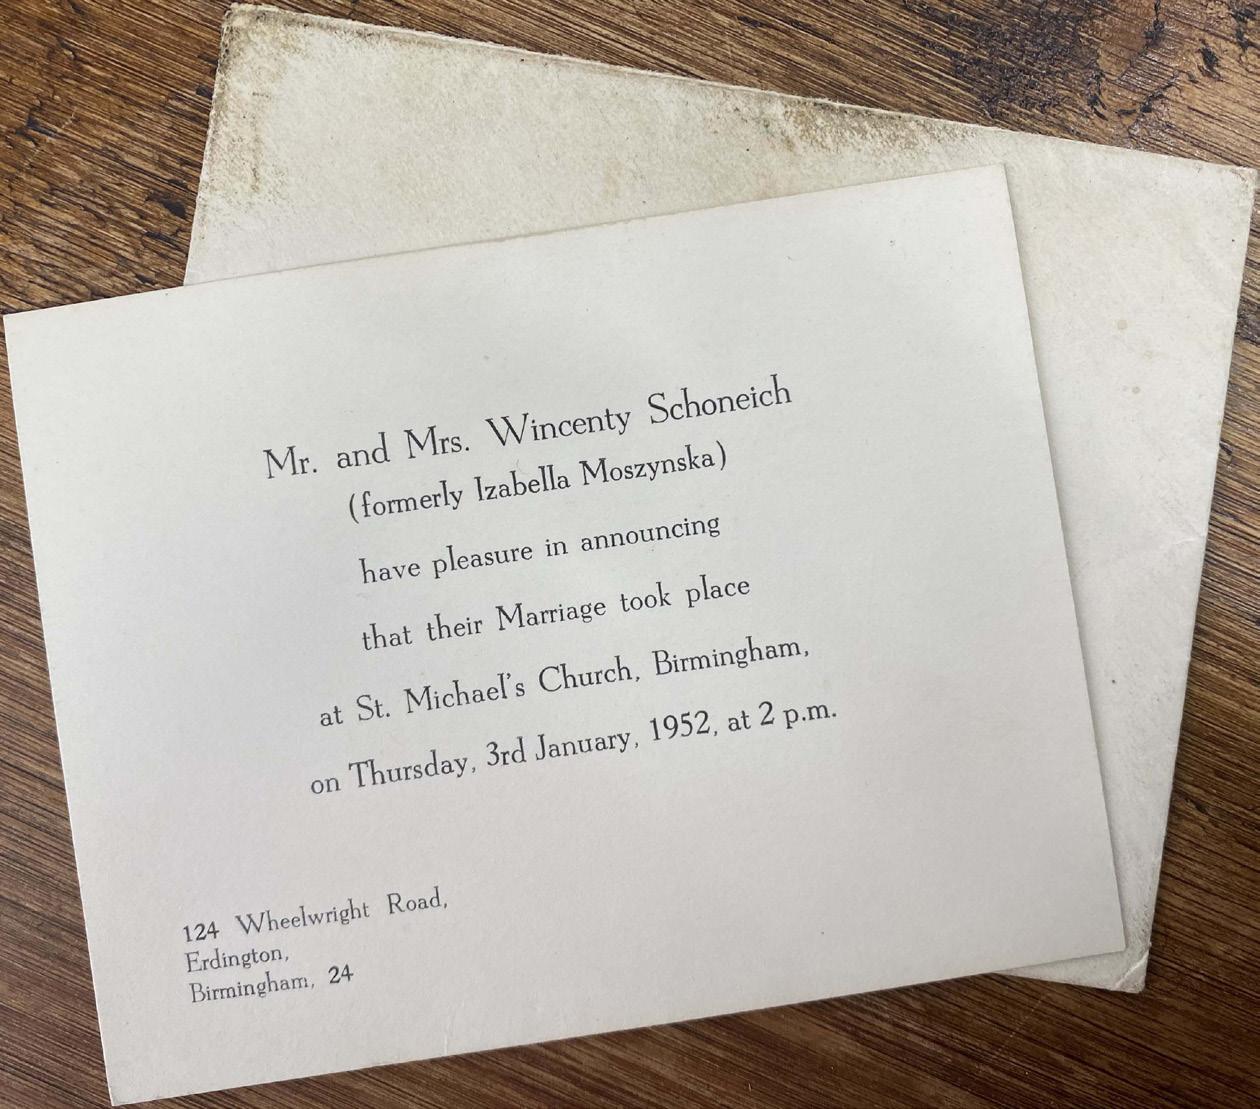 Mr. and Mrs. Wincenty Schoneich
(formerly Izabella Moszynska)
have pleasure in announcing
that their Marriage took place
at St. Michael's Church, Birmingham,
on Thursday, 3rd January, 1952, at 2 p.m.
124 Wheelwright Road,
Erdington,
Birmingham, 24